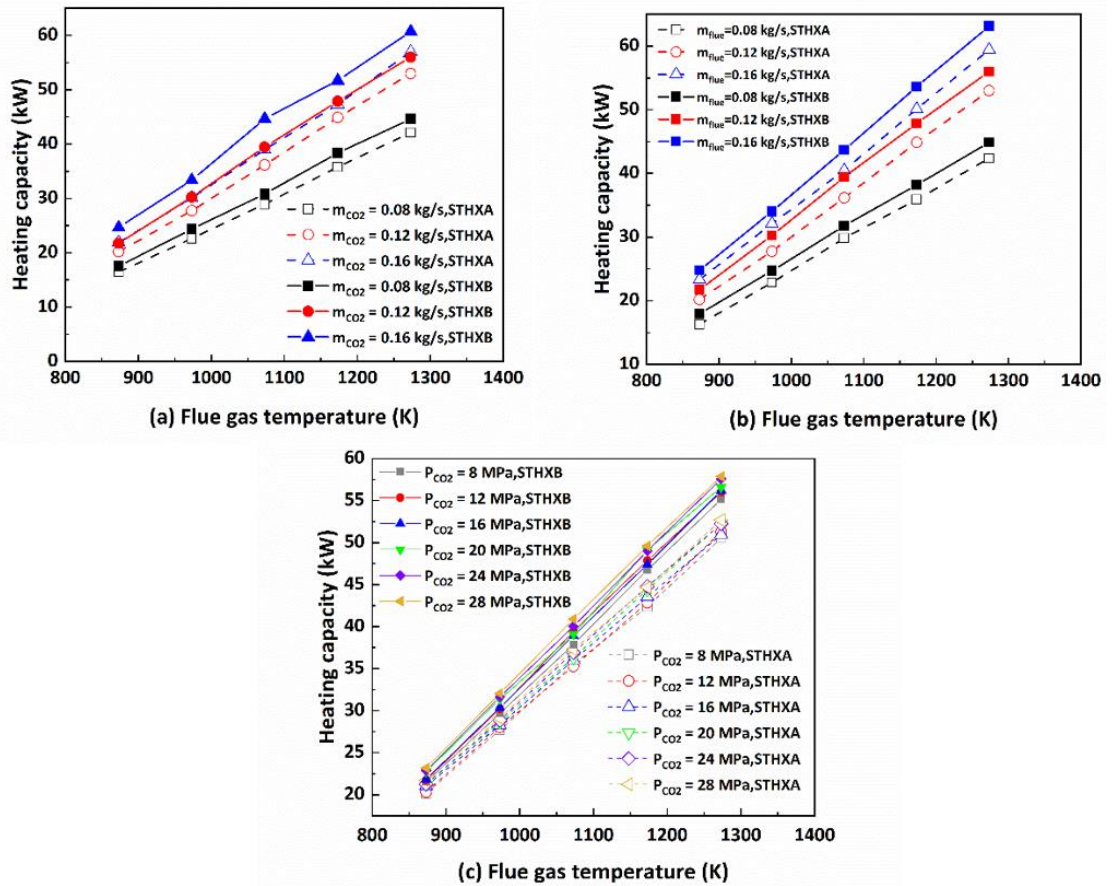 60
50
40
30
20
10
0
Heating capacity (kW)
m_CO2 = 0.08 kg/s,STHXA
m_CO2 = 0.12 kg/s,STHXA
m_CO2 = 0.16 kg/s,STHXA
m_CO2 = 0.08 kg/s,STHXB
m_CO2 = 0.12 kg/s,STHXB
m_CO2 = 0.16 kg/s,STHXB
800 900 1000 1100 1200 1300 1400
(a) Flue gas temperature (K)
60
50
40
30
20
10
Heating capacity (kW)
m_flue=0.08 kg/s,STHXA
m_flue=0.12 kg/s,STHXA
m_flue=0.16 kg/s,STHXA
m_flue=0.08 kg/s,STHXB
m_flue=0.12 kg/s,STHXB
m_flue=0.16 kg/s,STHXB
800 900 1000 1100 1200 1300 1400
(b) Flue gas temperature (K)
60
55
50
45
40
35
30
25
20
Heating capacity (kW)
P_CO2 = 8 MPa,STHXB
P_CO2 = 12 MPa,STHXB
P_CO2 = 16 MPa,STHXB
P_CO2 = 20 MPa,STHXB
P_CO2 = 24 MPa,STHXB
P_CO2 = 28 MPa,STHXB
P_CO2 = 8 MPa,STHXA
P_CO2 = 12 MPa,STHXA
P_CO2 = 16 MPa,STHXA
P_CO2 = 20 MPa,STHXA
P_CO2 = 24 MPa,STHXA
P_CO2 = 28 MPa,STHXA
800 900 1000 1100 1200 1300 1400
(c) Flue gas temperature (K)